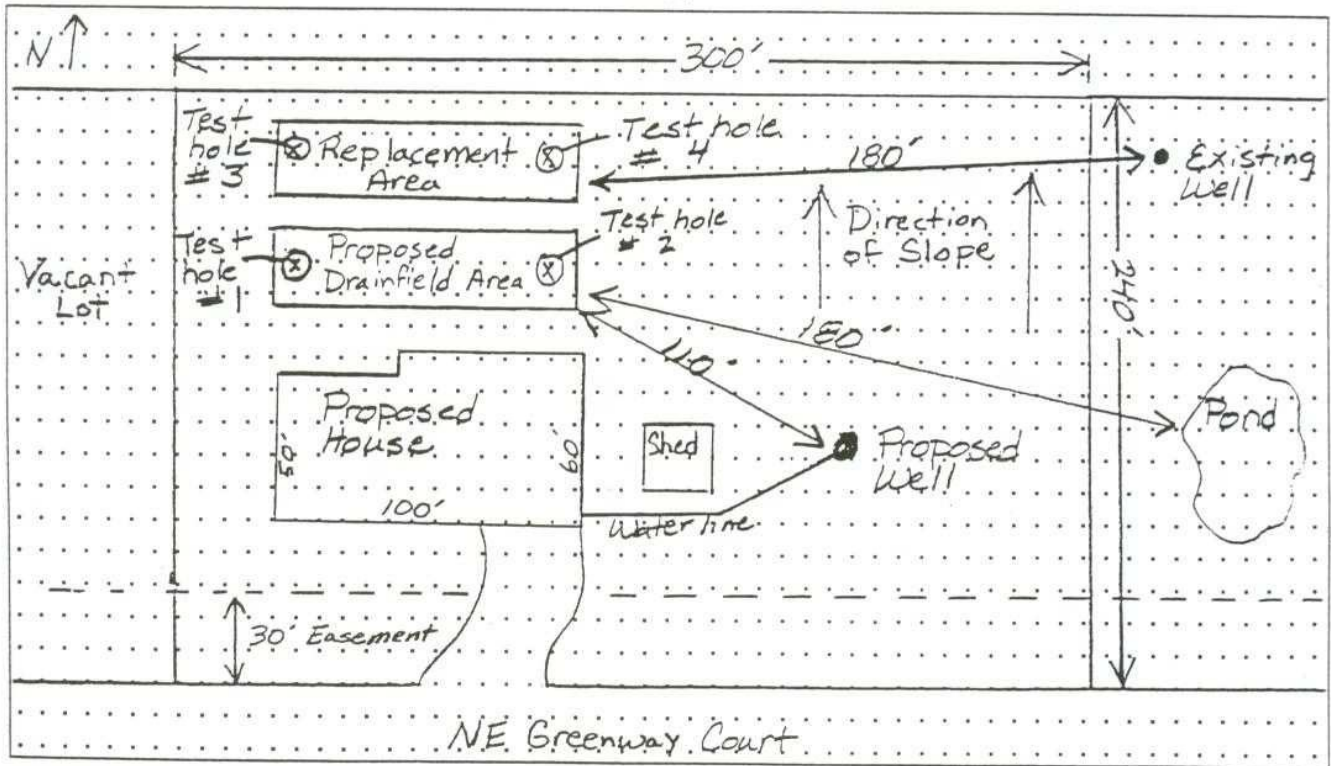 N
300'
Test
hole
# 3
Replacement
Area
Test hole
# 4
180'
Existing
Well
Test
hole
# 1
Proposed
Drainfield Area
Test hole
# 2
Direction
of Slope
Vacant
Lot
240'
180'
110'
Proposed
House
50'
60'
100'
Shed
Proposed
Well
Pond
Water line
30' Easement
NE Greenway Court